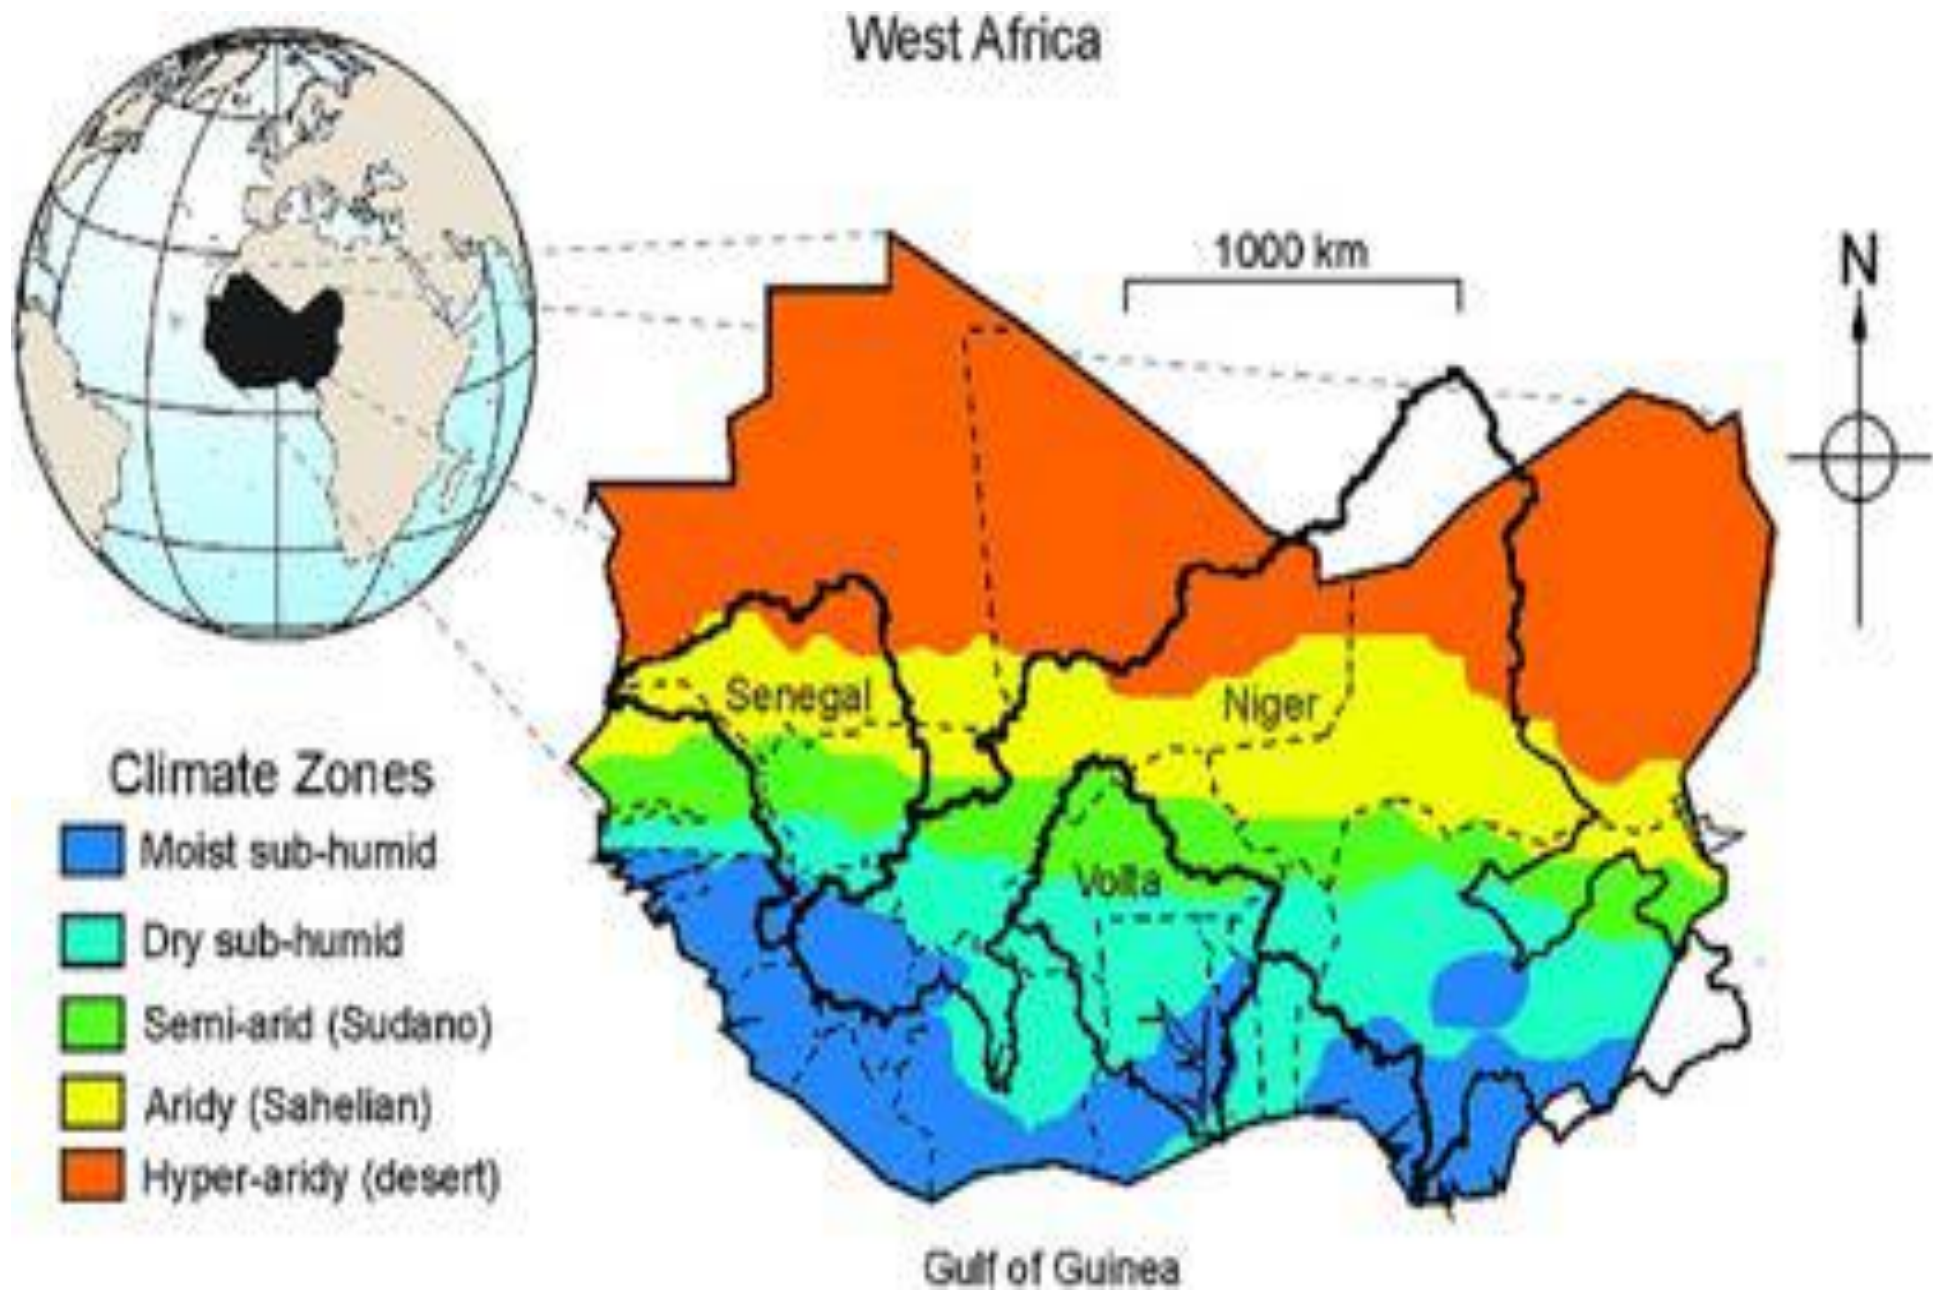 West Africa
1000 km
N
Senegal
Niger
Volta
Climate Zones
Moist sub-humid
Dry sub-humid
Semi-arid (Sudano)
Aridy (Sahelian)
Hyper-aridy (desert)
Gulf of Guinea